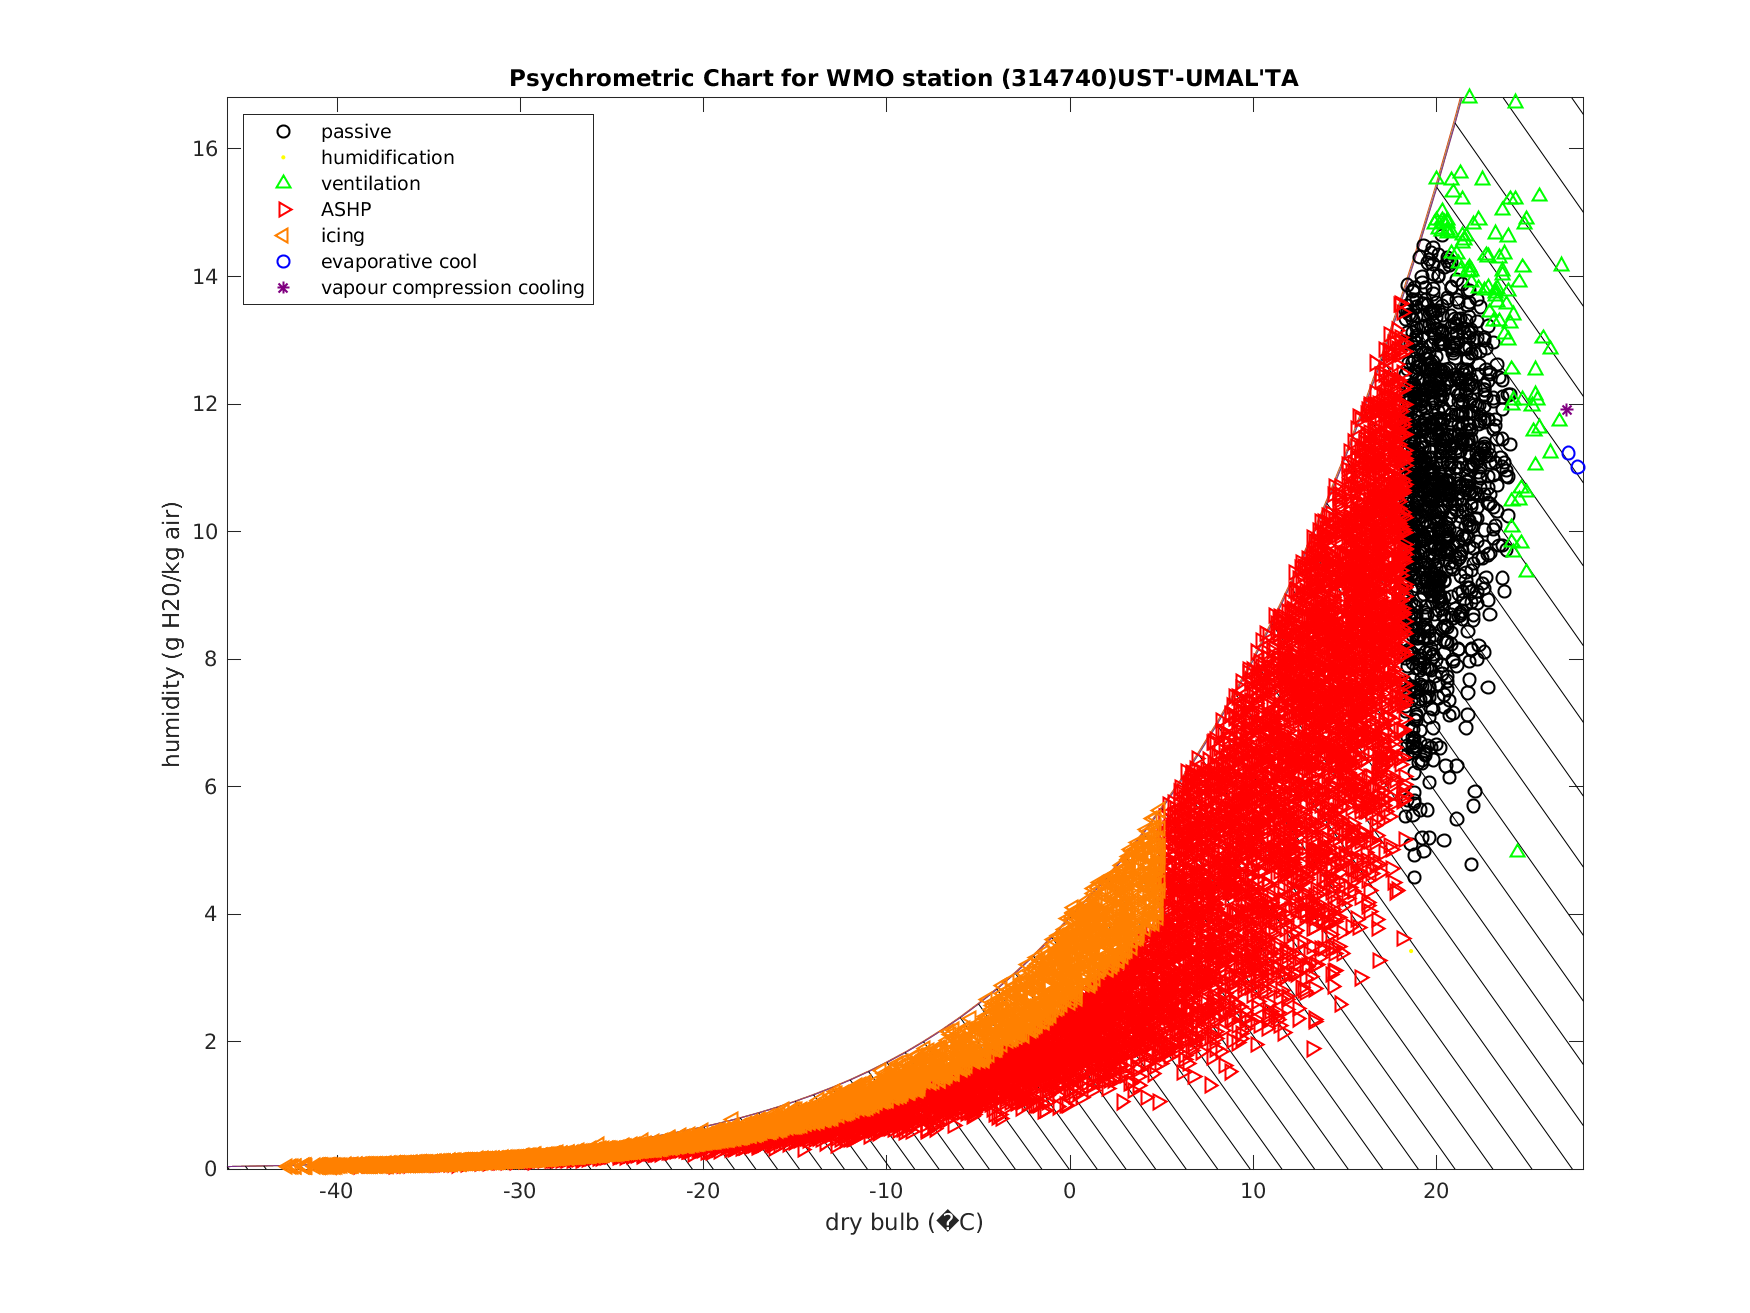 Psychrometric Chart for WMO station (314740)UST'-UMAL'TA
passive
humidification
ventilation
ASHP
icing
evaporative cool
vapour compression cooling
humidity (g H20/kg air)
16
14
12
10
8
6
4
2
0
-40
-30
-20
-10
0
10
20
dry bulb (�C)